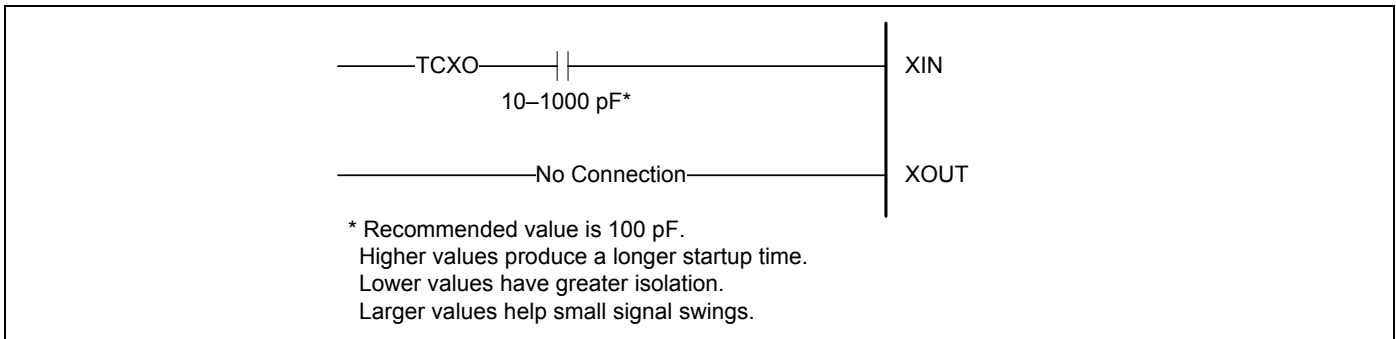 TCXO
XIN
10–1000 pF*
No Connection
XOUT
* Recommended value is 100 pF.
Higher values produce a longer startup time.
Lower values have greater isolation.
Larger values help small signal swings.